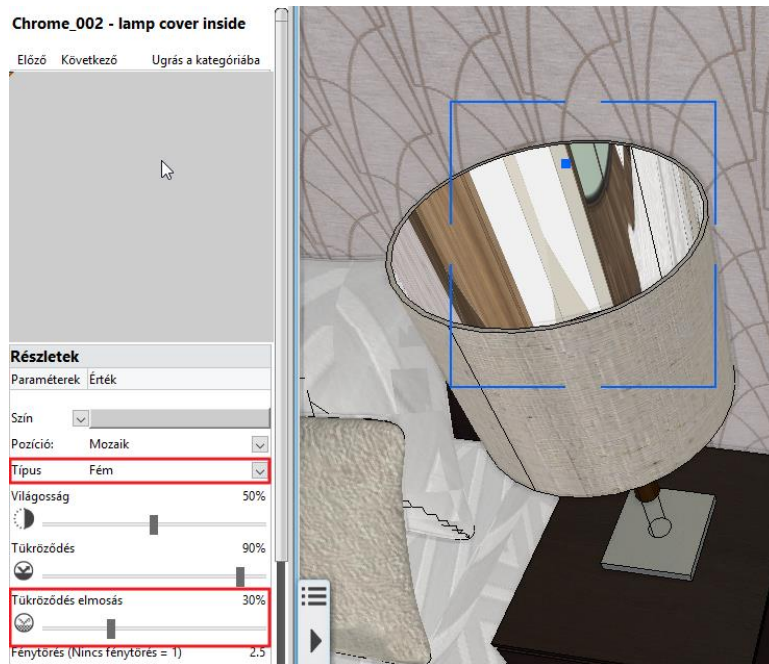 Chrome_002 - lamp cover inside
Előző Következő Ugrás a kategóriába
Részletek
Paraméterek Érték
Szín
Pozíció: Mozaik
Típus Fém
Világosság 50%
Tükröződés 90%
Tükröződés elmosás 30%
Fénytörés (Nincs fénytörés = 1) 2.5